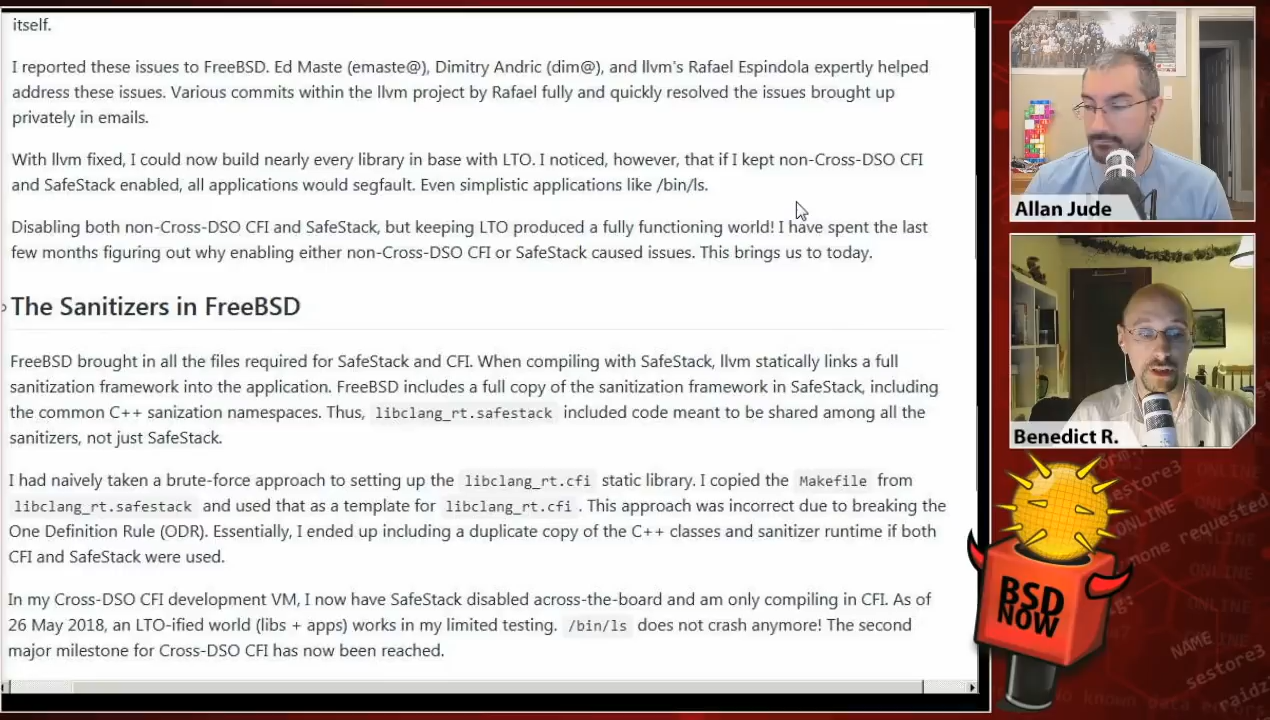 itself.
I reported these issues to FreeBSD. Ed Maste (emaste@), Dimitry Andric (dim@), and llvm's Rafael Espindola expertly helped
address these issues. Various commits within the llvm project by Rafael fully and quickly resolved the issues brought up
privately in emails.
With llvm fixed, I could now build nearly every library in base with LTO. I noticed, however, that if I kept non-Cross-DSO CFI
and SafeStack enabled, all applications would segfault. Even simplistic applications like /bin/ls.
Disabling both non-Cross-DSO CFI and SafeStack, but keeping LTO produced a fully functioning world! I have spent the last
few months figuring out why enabling either non-Cross-DSO CFI or SafeStack caused issues. This brings us to today.
The Sanitizers in FreeBSD
FreeBSD brought in all the files required for SafeStack and CFI. When compiling with SafeStack, llvm statically links a full
sanitization framework into the application. FreeBSD includes a full copy of the sanitization framework in SafeStack, including
the common C++ sanization namespaces. Thus, libclang_rt.safestack included code meant to be shared among all the
sanitizers, not just SafeStack.
I had naively taken a brute-force approach to setting up the libclang_rt.cfi static library. I copied the Makefile from
libclang_rt.safestack and used that as a template for libclang_rt.cfi . This approach was incorrect due to breaking the
One Definition Rule (ODR). Essentially, I ended up including a duplicate copy of the C++ classes and sanitizer runtime if both
CFI and SafeStack were used.
In my Cross-DSO CFI development VM, I now have SafeStack disabled across-the-board and am only compiling in CFI. As of
26 May 2018, an LTO-ified world (libs + apps) works in my limited testing. /bin/ls does not crash anymore! The second
major milestone for Cross-DSO CFI has now been reached.
Allan Jude
Benedict R.
BSD
NOW
ONLINE
sestore3
ONLINE
none requested
ONLINE
NAME
sestore3
raidz
no known data